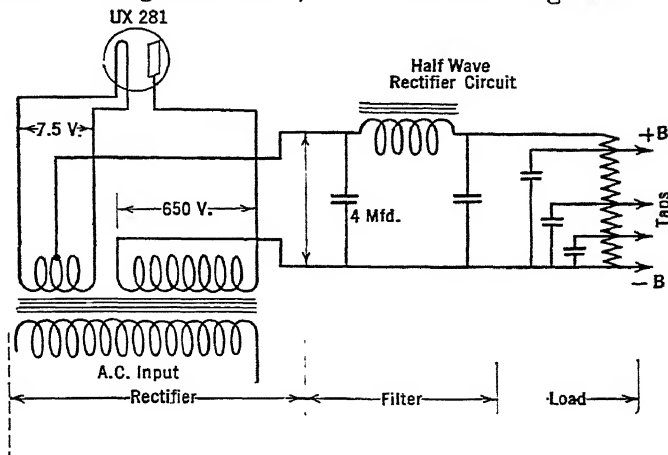 UX 281
Half Wave
Rectifier Circuit
7.5 V.
650 V.
4 Mfd.
+B
Taps
- B
A.C. Input
Rectifier
Filter
Load